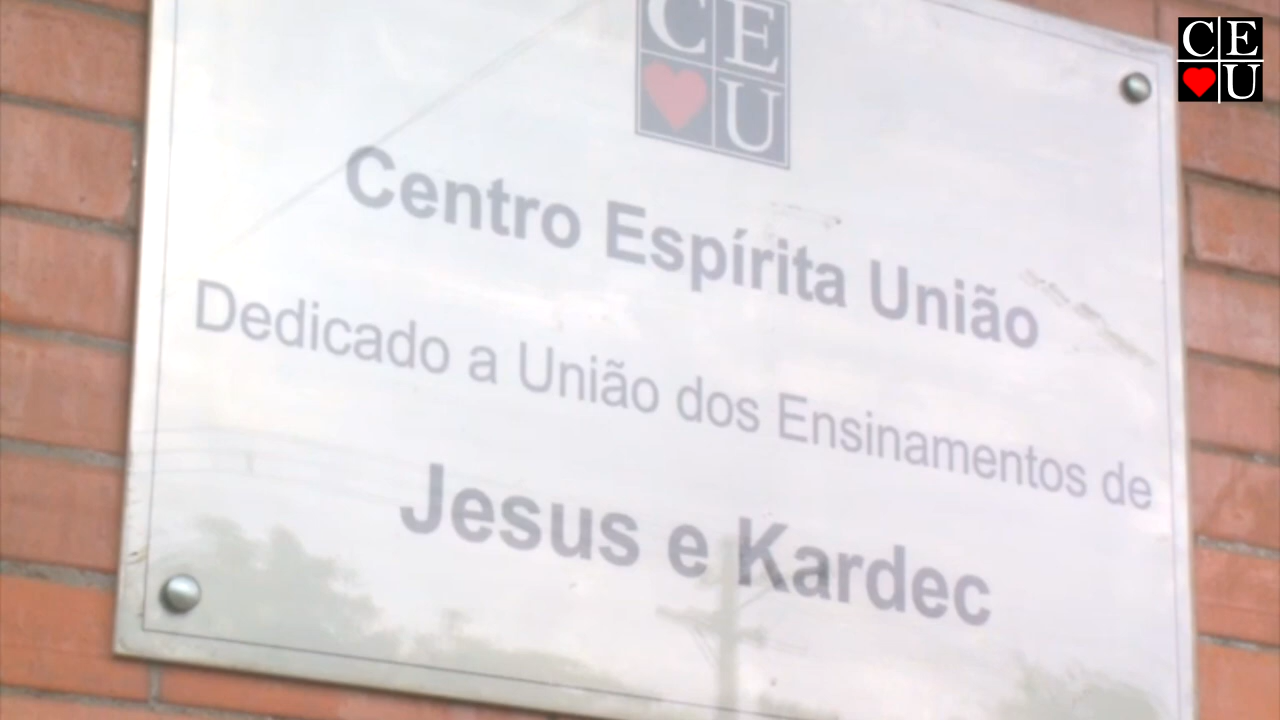 CE
U
CE
U
Centro Espírita União
Dedicado a União dos Ensinamentos de
Jesus e Kardec